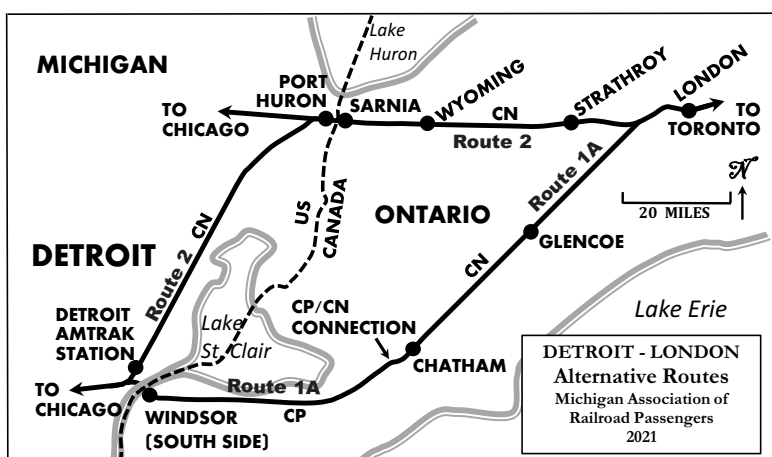 Lake
Huron
MICHIGAN
PORT
HURON
SARNIA
WYOMING
STRATHROY
LONDON
TO
CHICAGO
CN
Route 2
TO
TORONTO
N
Route 1A
20 MILES
US
CANADA
ONTARIO
CN
Route 2
DETROIT
GLENCOE
CN
DETROIT
AMTRAK
STATION
Lake
St. Clair
CP/CN
CONNECTION
Lake Erie
CHATHAM
TO
CHICAGO
Route 1A
CP
WINDSOR
(SOUTH SIDE)
DETROIT - LONDON
Alternative Routes
Michigan Association of
Railroad Passengers
2021